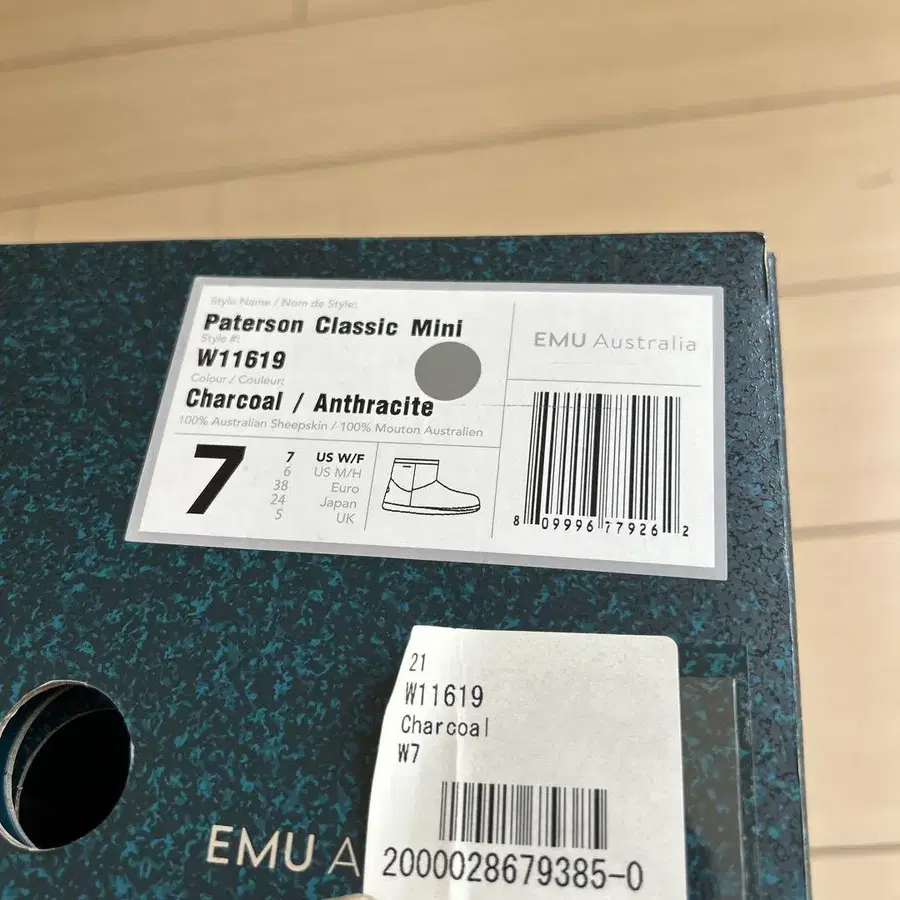 Style Name / Nom de Style:
Paterson Classic Mini
Style #:
W11619
Colour / Couleur:
Charcoal / Anthracite
100% Australian Sheepskin / 100% Mouton Australien
7
7 US W/F
6 US M/H
38 Euro
24 Japan
5 UK
EMU Australia
8 09996 77926 2
21
W11619
Charcoal
W7
2000028679385-0
EMU A